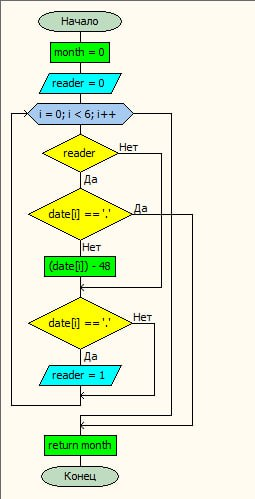 Начало
month = 0
reader = 0
i = 0; i < 6; i++
reader
Нет
Да
date[i] == '.'
Да
Нет
(date[i]) - 48
date[i] == '.'
Нет
Да
reader = 1
return month
Конец